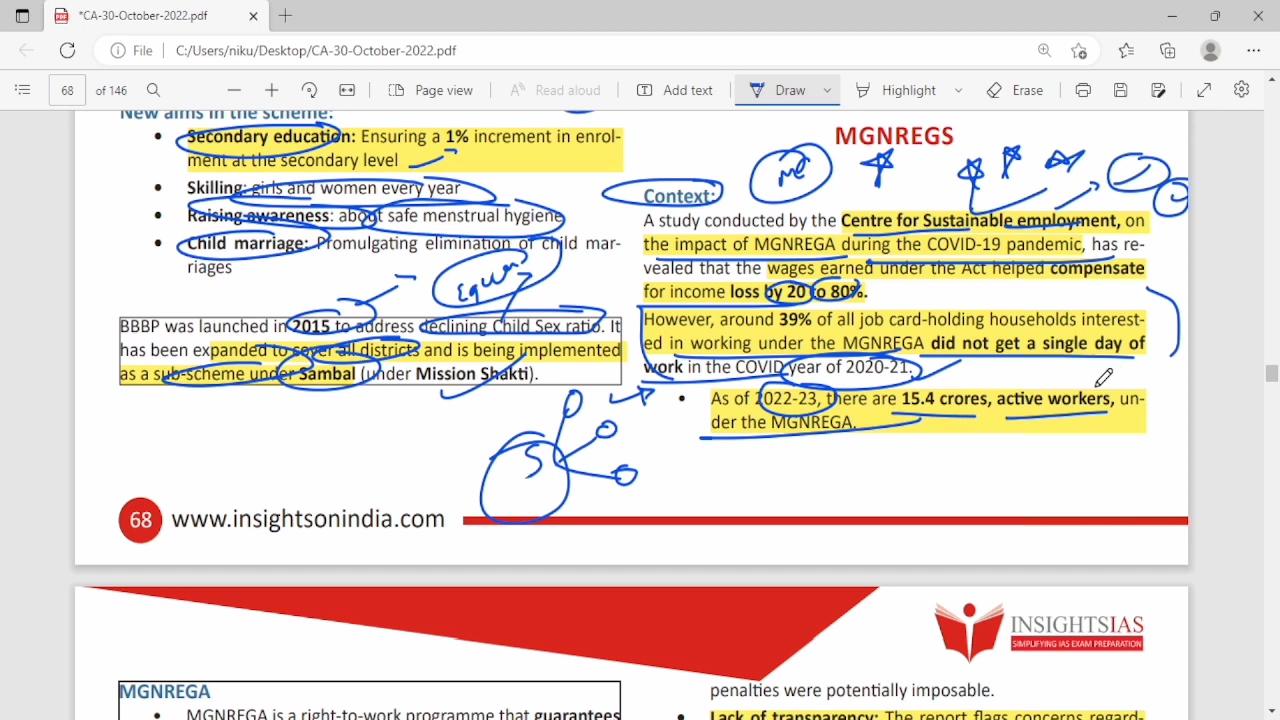 *CA-30-October-2022.pdf
File
C:/Users/niku/Desktop/CA-30-October-2022.pdf
68 of 146
Page view
Read aloud
Add text
Draw
Highlight
Erase
New aims in the scheme:
• Secondary education: Ensuring a 1% increment in enrol-
ment at the secondary level
• Skilling: girls and women every year
• Raising awareness: about safe menstrual hygiene
• Child marriage: Promulgating elimination of child mar-
riages
BBBP was launched in 2015 to address declining Child Sex ratio. It
has been expanded to cover all districts and is being implemented
as a sub-scheme under Sambal (under Mission Shakti).
S
MGNREGS
Context:
A study conducted by the Centre for Sustainable employment, on
the impact of MGNREGA during the COVID-19 pandemic, has re-
vealed that the wages earned under the Act helped compensate
for income loss by 20 to 80%.
However, around 39% of all job card-holding households interest-
ed in working under the MGNREGA did not get a single day of
work in the COVID year of 2020-21.
• As of 2022-23, there are 15.4 crores, active workers, un-
der the MGNREGA.
68 www.insightsonindia.com
INSIGHTSIAS
SIMPLIFYING IAS EXAM PREPARATION
MGNREGA
• MGNREGA is a right-to-work programme that guarantees
penalties were potentially imposable.
• Lack of transparency: The report flags concerns regard-